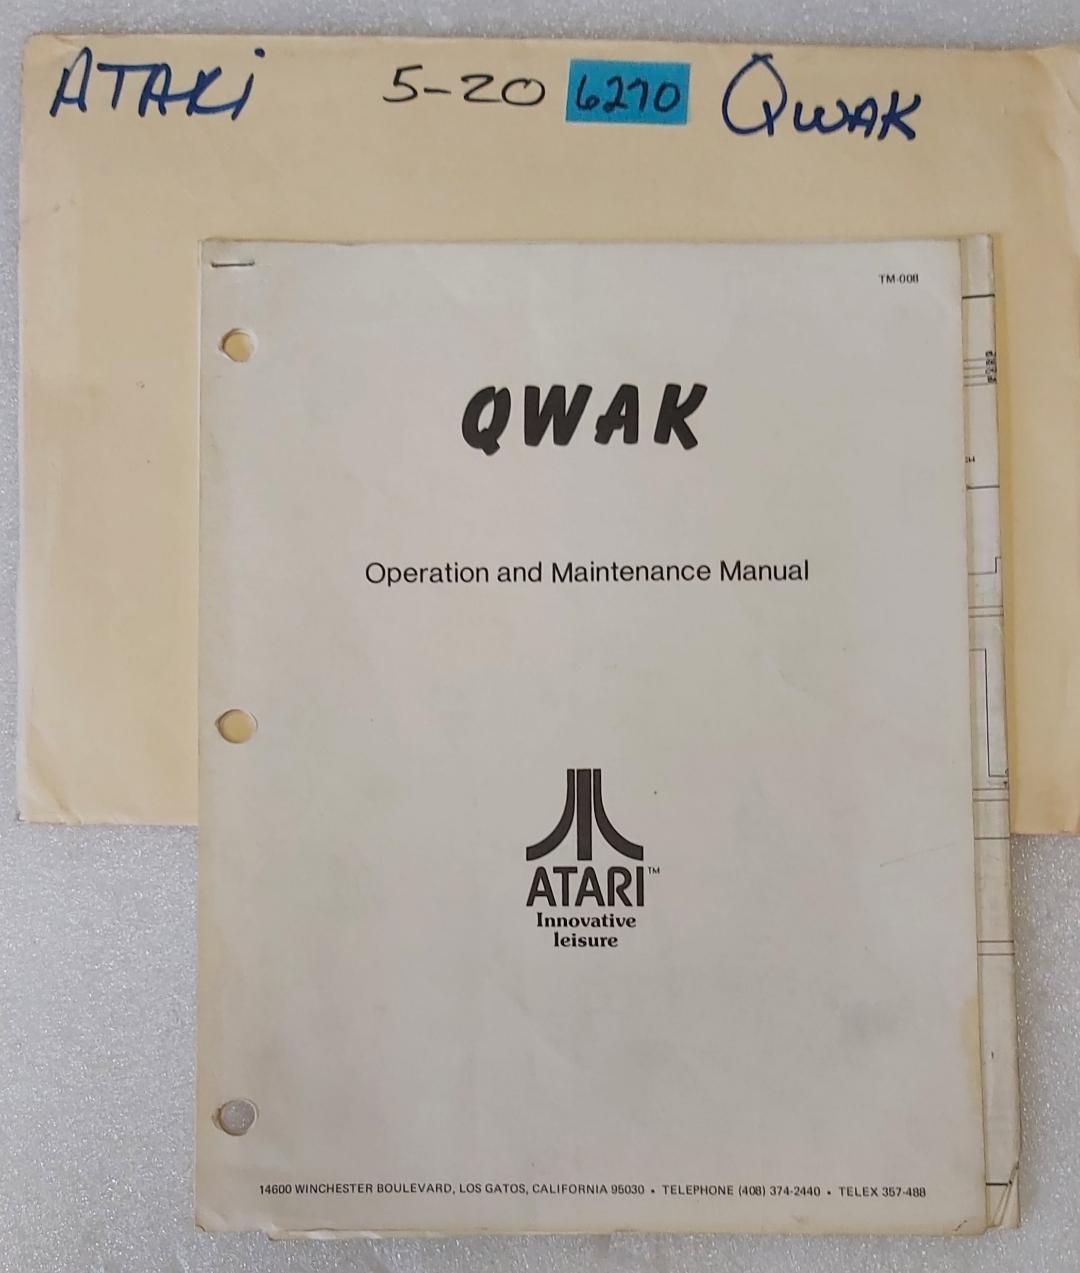 ATARi 5-20 6270 QWAK
TM-008
QWAK
Operation and Maintenance Manual
ATARI™
Innovative
leisure
14600 WINCHESTER BOULEVARD, LOS GATOS, CALIFORNIA 95030 • TELEPHONE (408) 374-2440 • TELEX 357-488